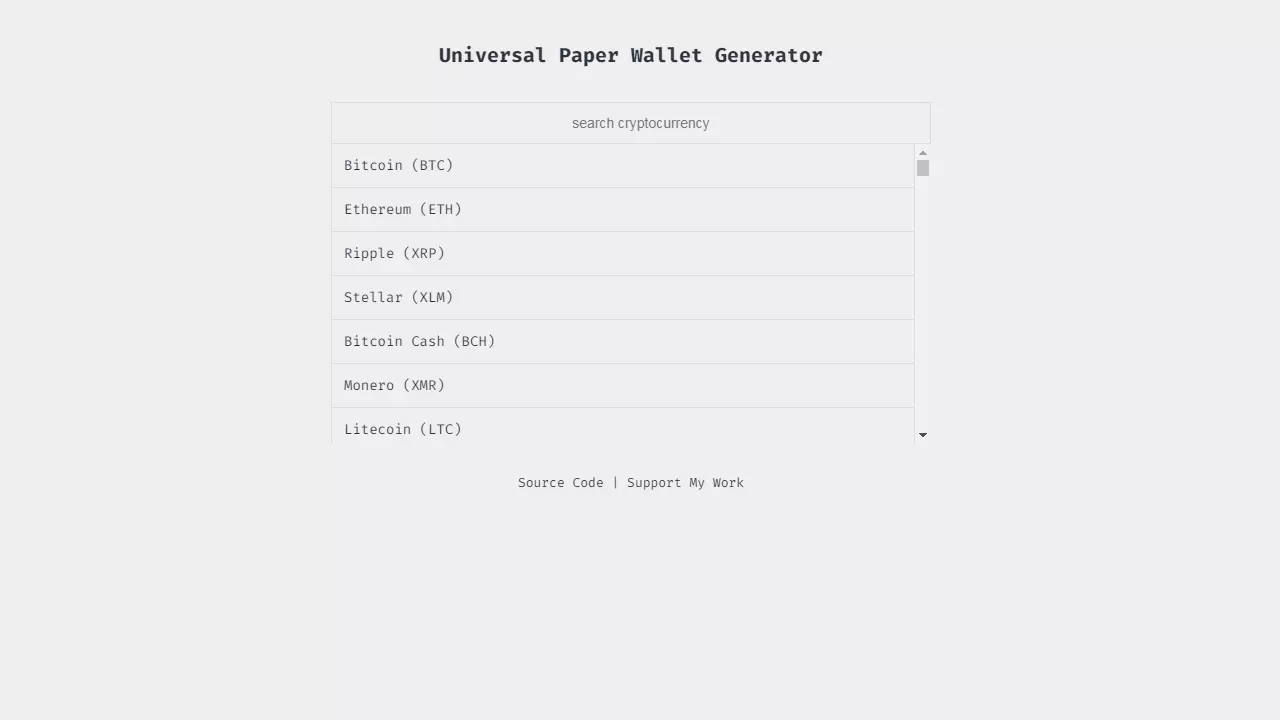 Universal Paper Wallet Generator
search cryptocurrency
Bitcoin (BTC)
Ethereum (ETH)
Ripple (XRP)
Stellar (XLM)
Bitcoin Cash (BCH)
Monero (XMR)
Litecoin (LTC)
Source Code | Support My Work